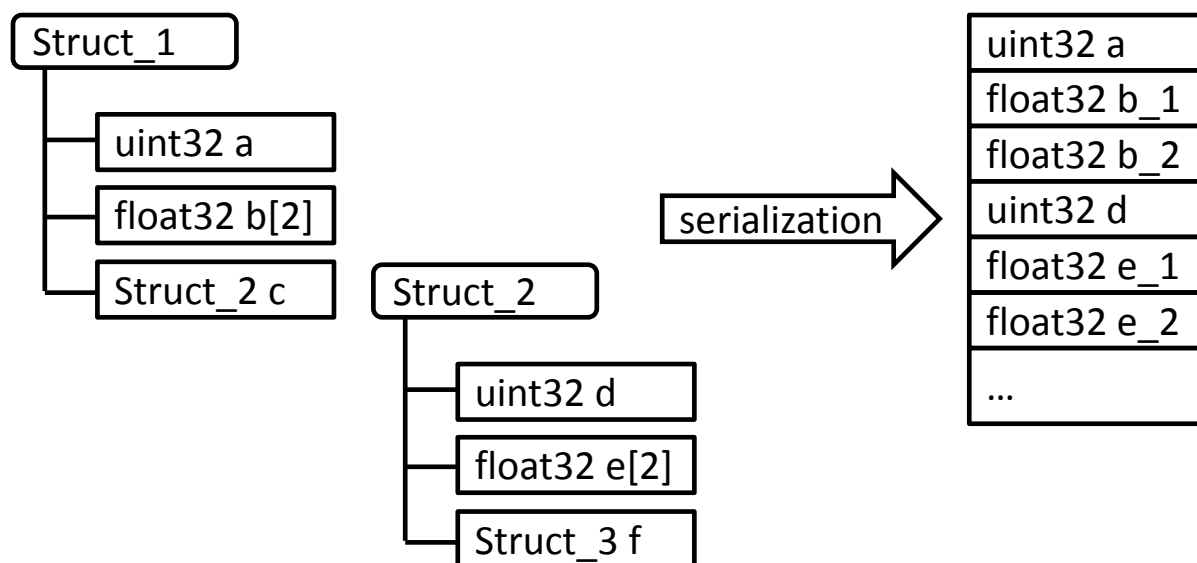 Struct_1
uint32 a
float32 b[2]
Struct_2 c
Struct_2
uint32 d
float32 e[2]
Struct_3 f
serialization
uint32 a
float32 b_1
float32 b_2
uint32 d
float32 e_1
float32 e_2
...